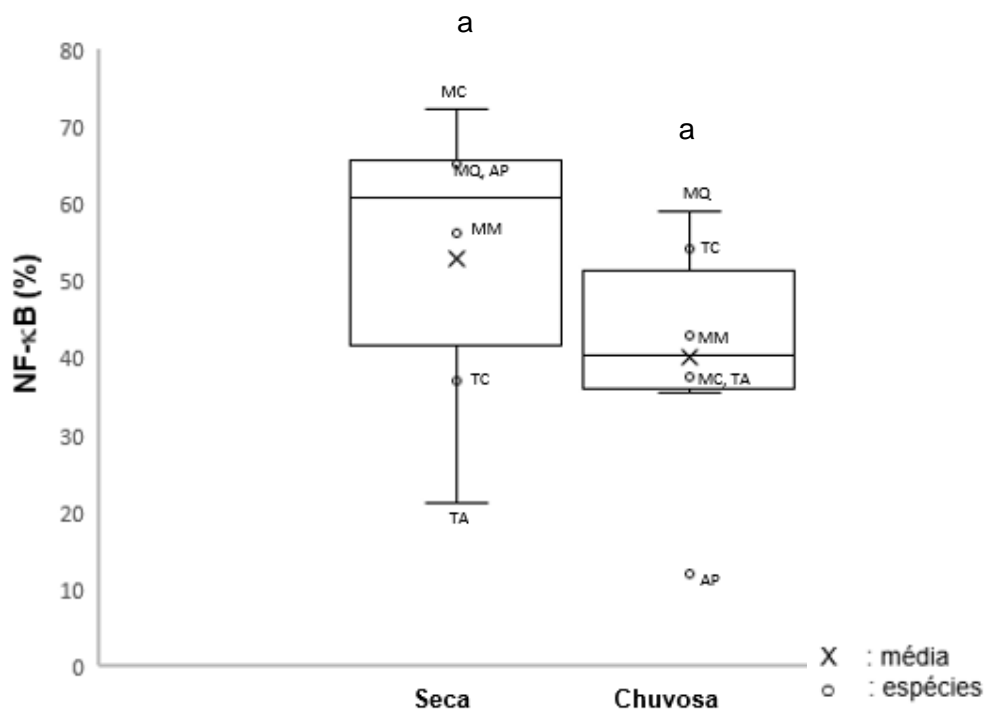 a
80
MC
70
a
MQ, AP
MQ
60
MM
TC
50
NF-κB (%)
40
MM
TC
MC, TA
30
20
TA
10
AP
0
X : média
o : espécies
Seca
Chuvosa